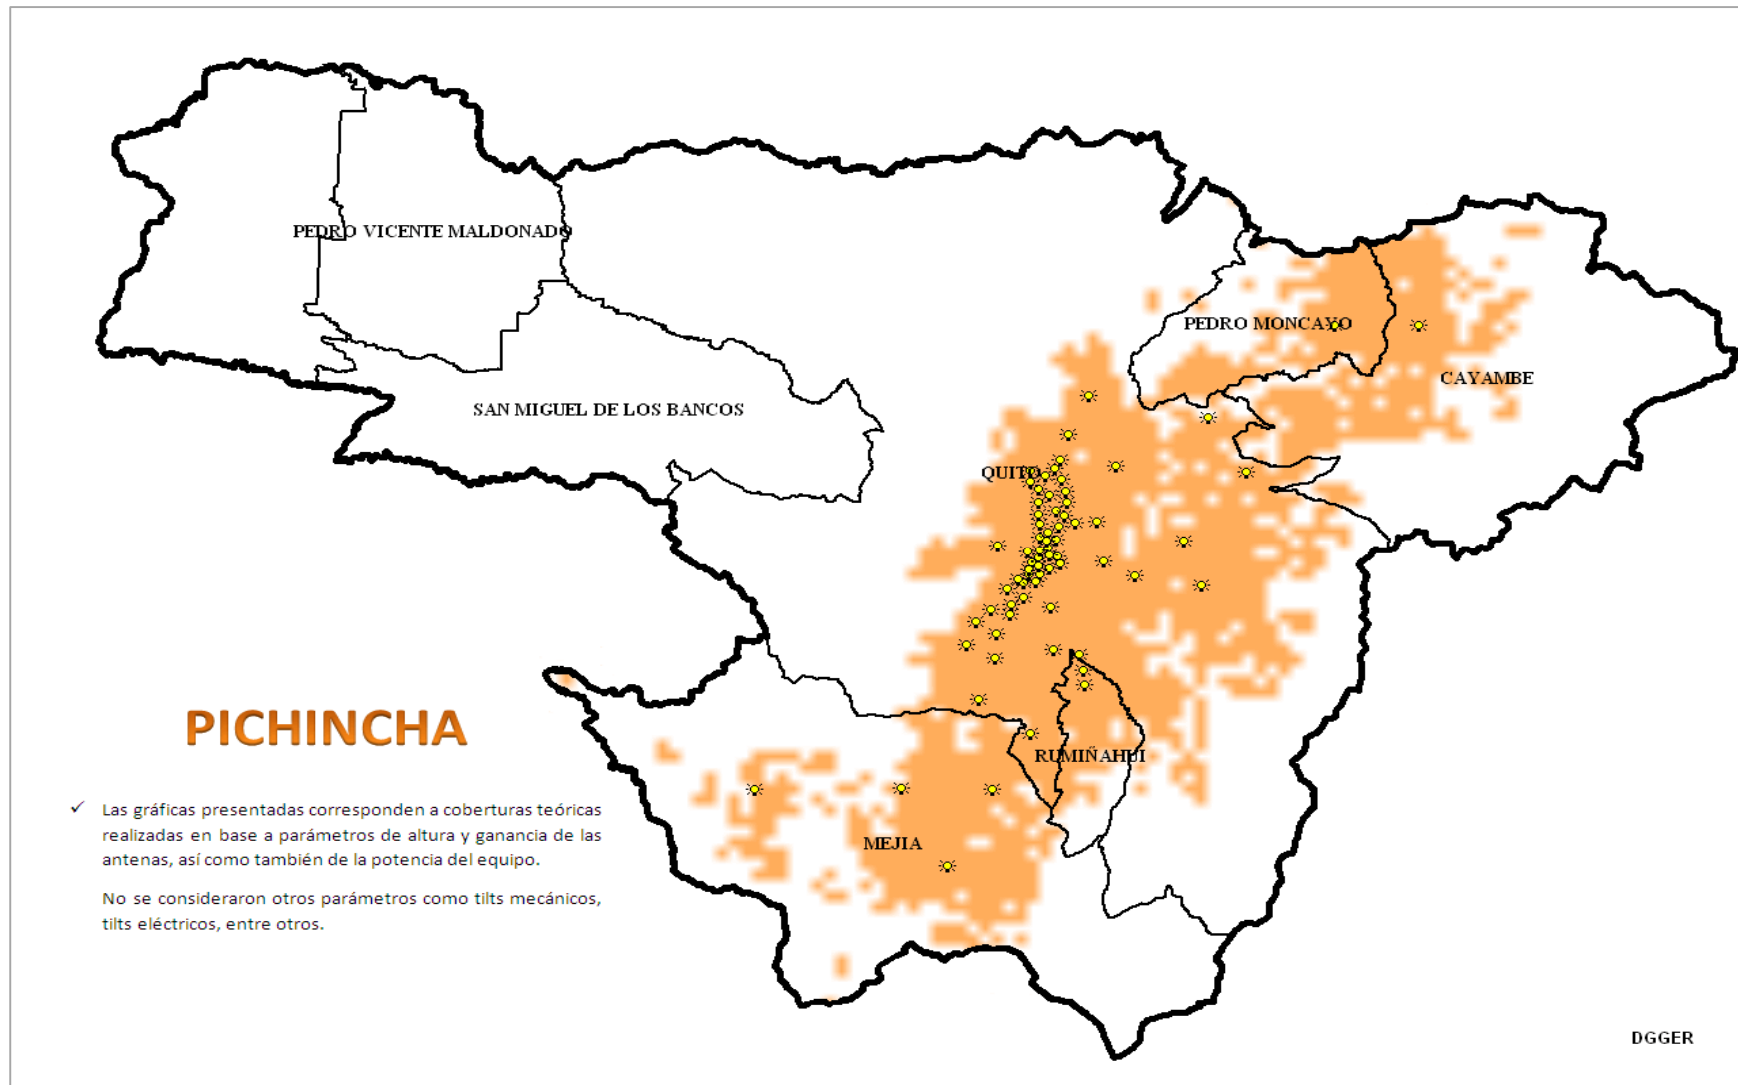 PEDRO VICENTE MALDONADO
PEDRO MONCAYO
CAYAMBE
SAN MIGUEL DE LOS BANCOS
QUITO
PICHINCHA
RUMIÑAHUI
✓ Las gráficas presentadas corresponden a coberturas teóricas
realizadas en base a parámetros de altura y ganancia de las
antenas, así como también de la potencia del equipo.
MEJIA
No se consideraron otros parámetros como tilts mecánicos,
tilts eléctricos, entre otros.
DGGER